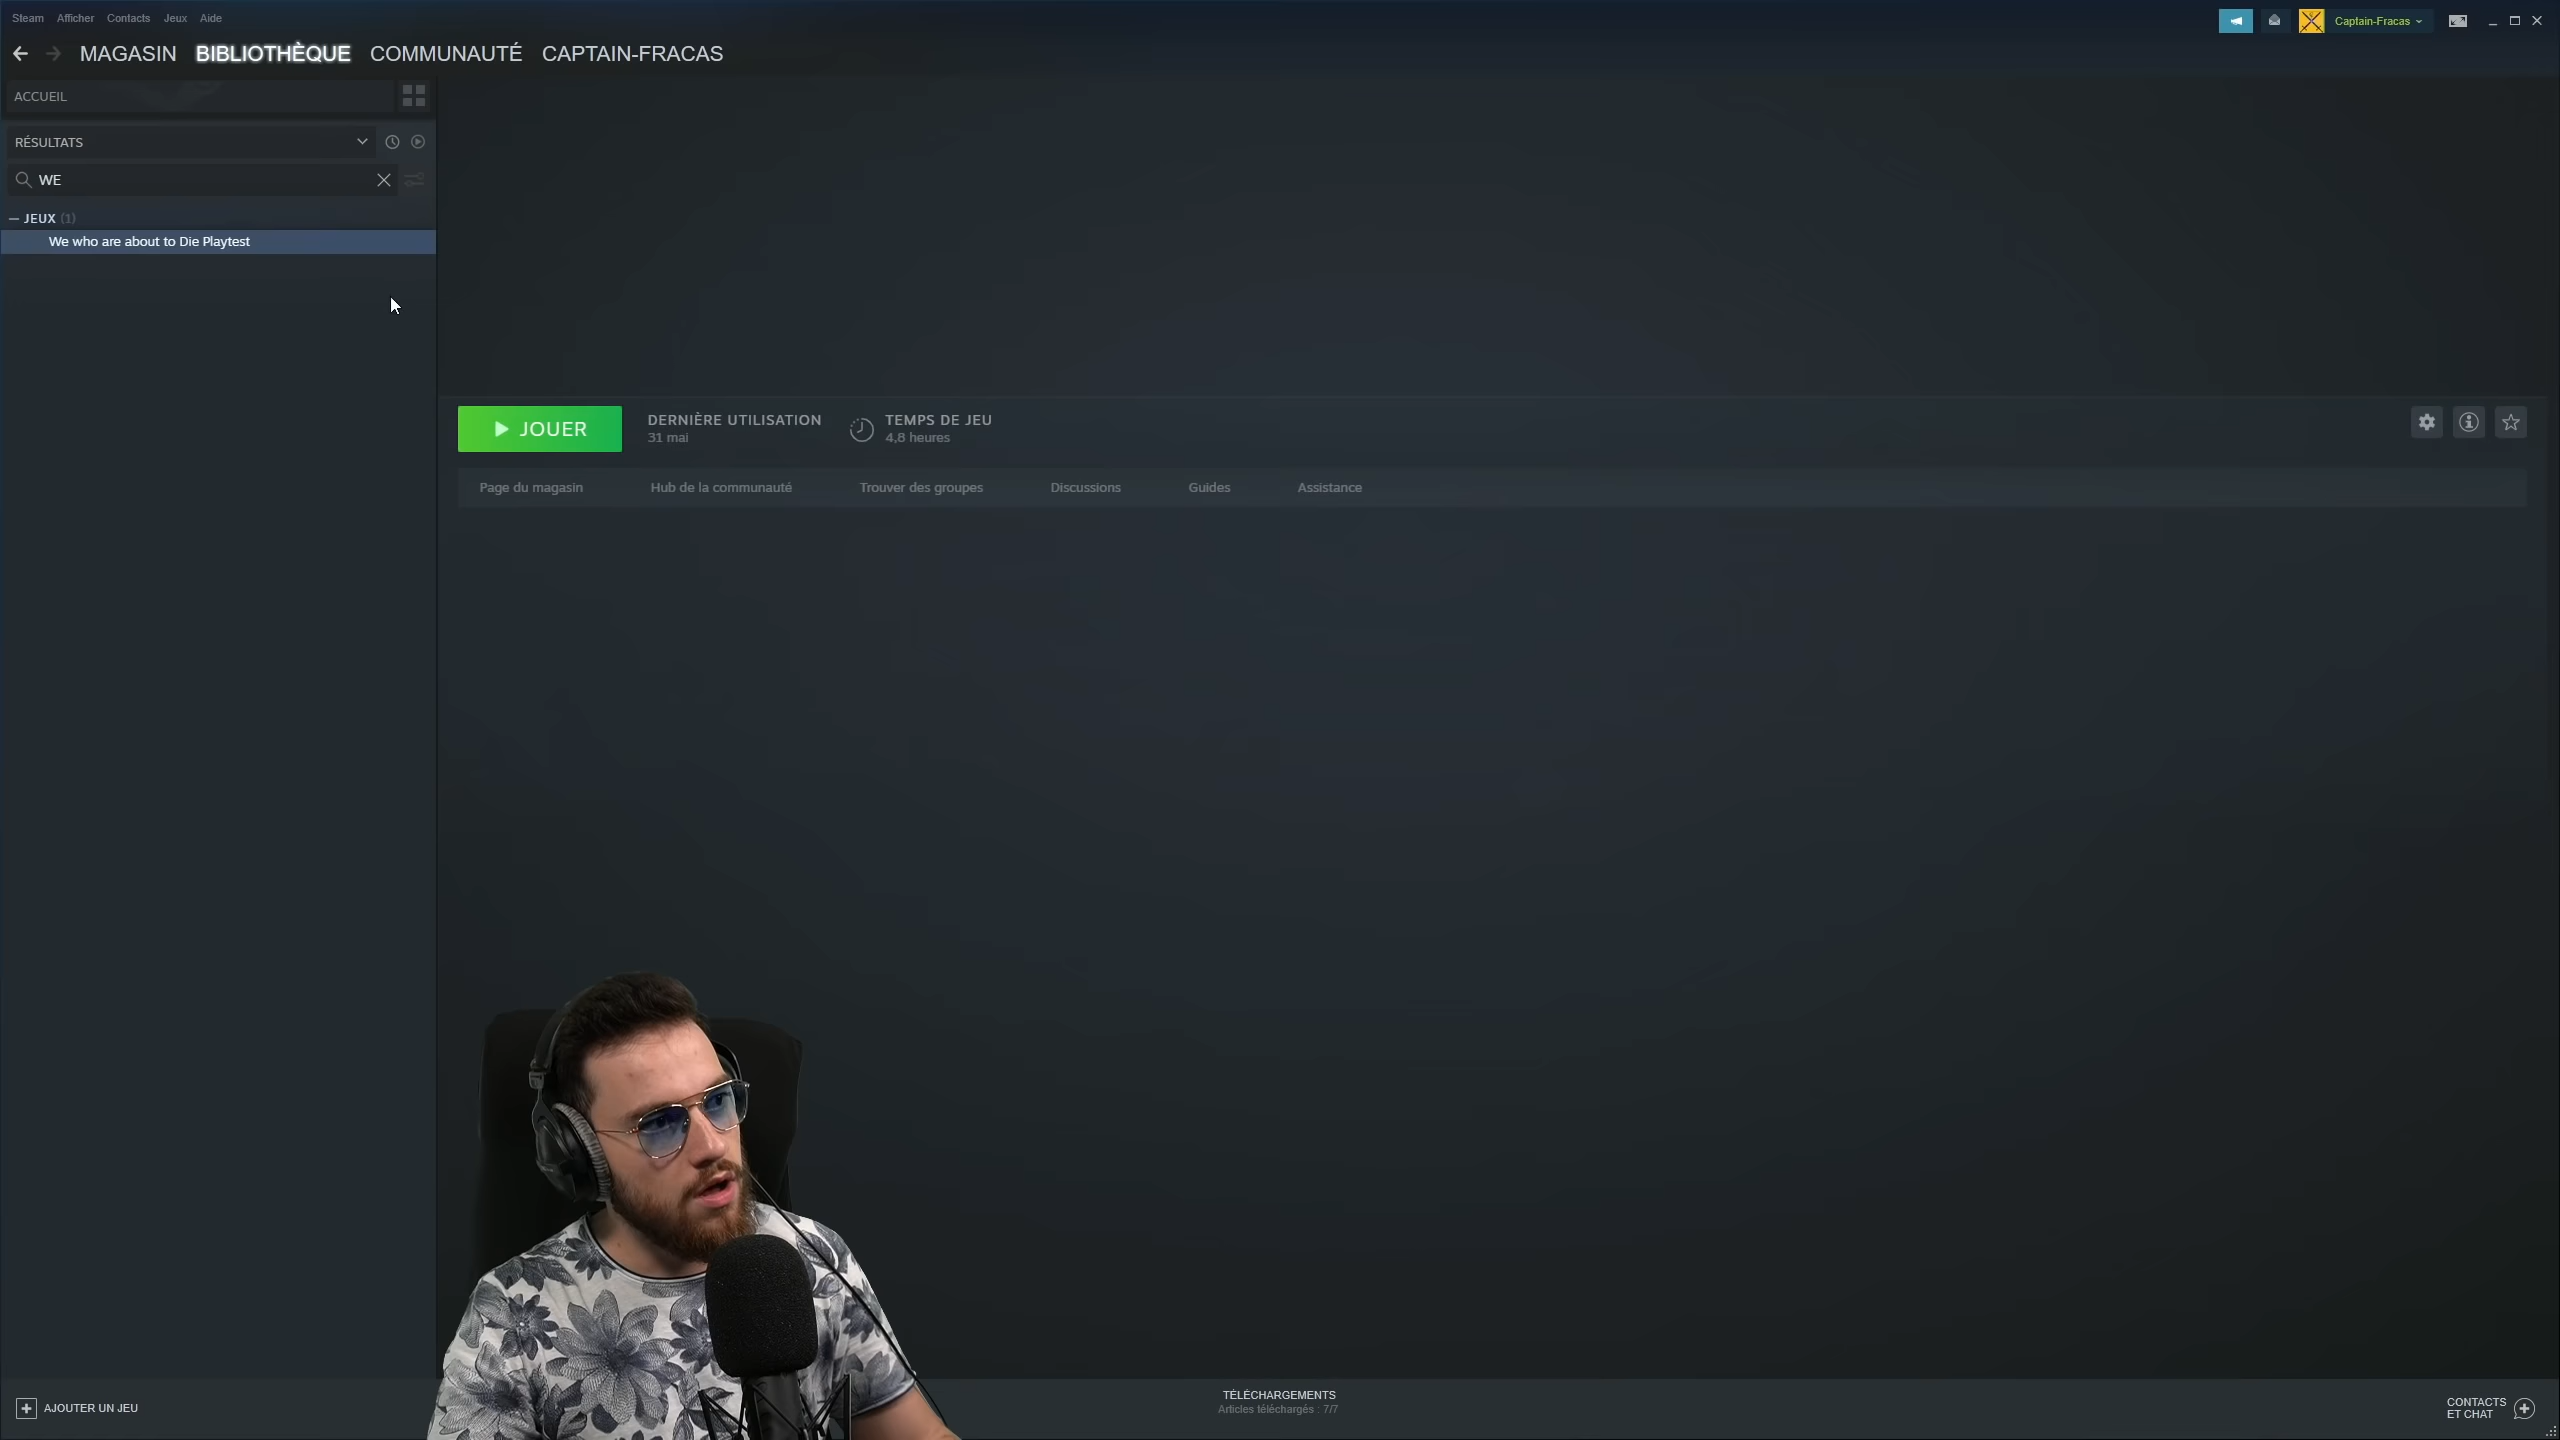 Steam Afficher Contacts Jeux Aide
Captain-Fracas
MAGASIN BIBLIOTHÈQUE COMMUNAUTÉ CAPTAIN-FRACAS
ACCUEIL
RÉSULTATS
WE
JEUX (1)
We who are about to Die Playtest
JOUER
DERNIÈRE UTILISATION
31 mai
TEMPS DE JEU
4,8 heures
Page du magasin Hub de la communauté Trouver des groupes Discussions Guides Assistance
AJOUTER UN JEU
TÉLÉCHARGEMENTS
Articles téléchargés : 7/7
CONTACTS
ET CHAT